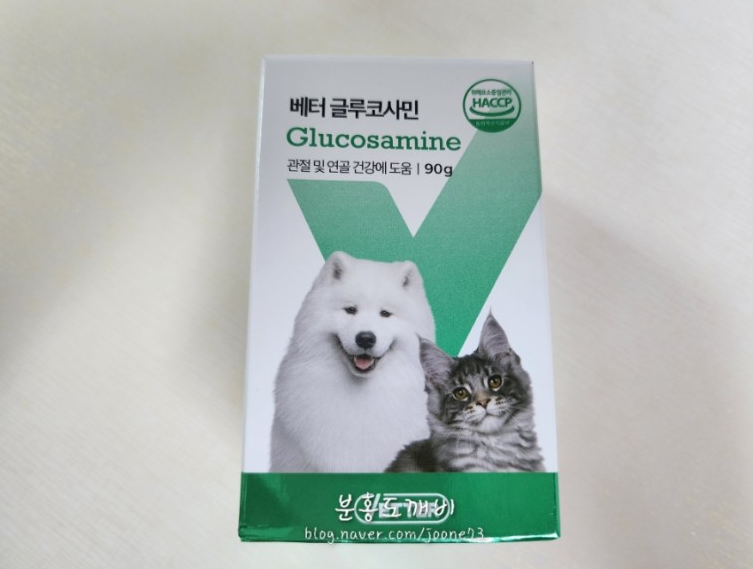 베터 글루코사민
Glucosamine
관절 및 연골 건강에 도움 | 90g
HACCP
분홍도깨비
blog.naver.com/joone73